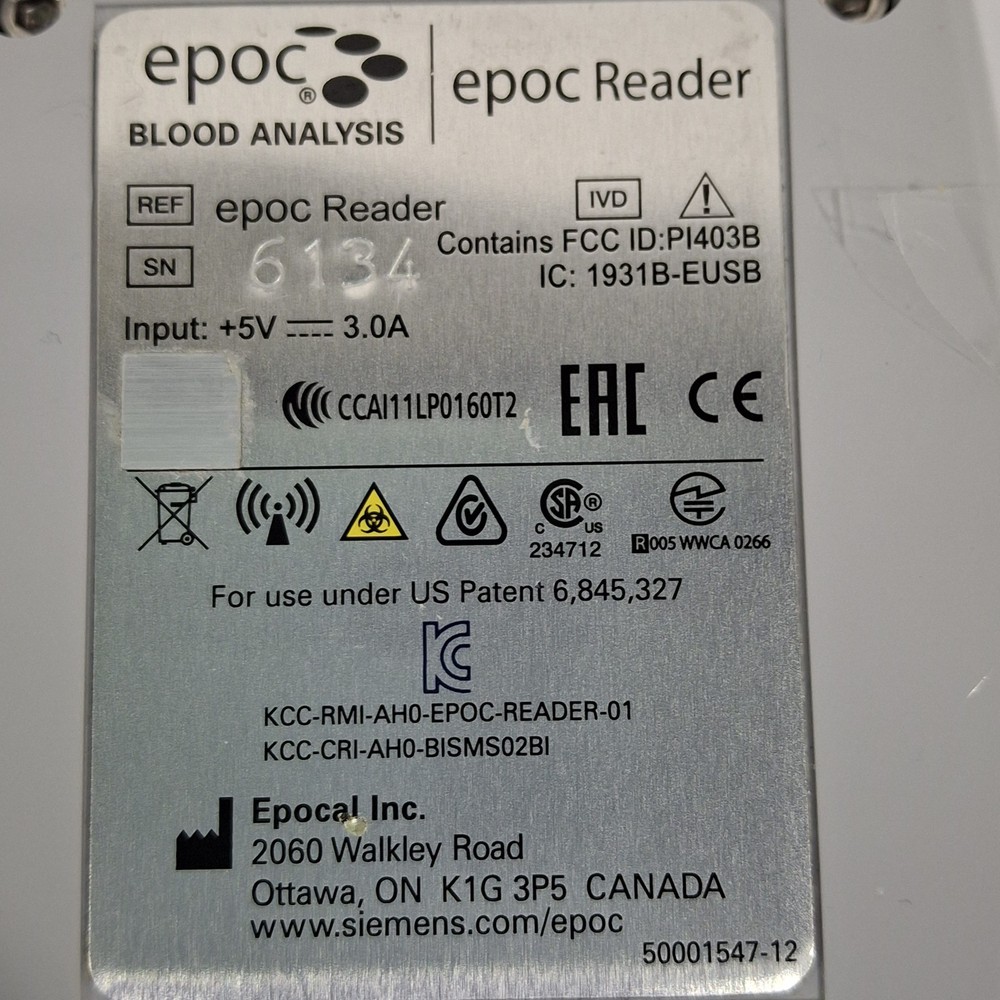 epoc® epoc Reader
BLOOD ANALYSIS
REF epoc Reader IVD
SN 6134 Contains FCC ID:PI403B
IC: 1931B-EUSB
Input: +5V ⎓ 3.0A
CCAI11LP0160T2 EAC CE
C SA ® US
234712
R 005 WWCA 0266
For use under US Patent 6,845,327
KC
KCC-RMI-AH0-EPOC-READER-01
KCC-CRI-AH0-BISMS02BI
Epocal Inc.
2060 Walkley Road
Ottawa, ON K1G 3P5 CANADA
www.siemens.com/epoc
50001547-12